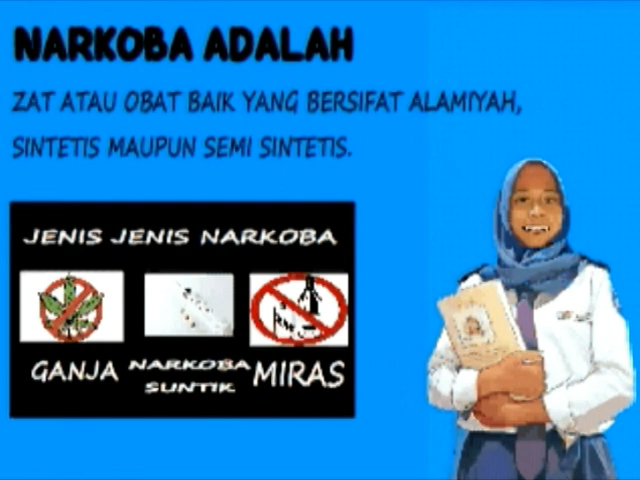 NARKOBA ADALAH
ZAT ATAU OBAT BAIK YANG BERSIFAT ALAMIYAH,
SINTETIS MAUPUN SEMI SINTETIS.
JENIS JENIS NARKOBA
GANJA
NARKOBA
SUNTIK
MIRAS